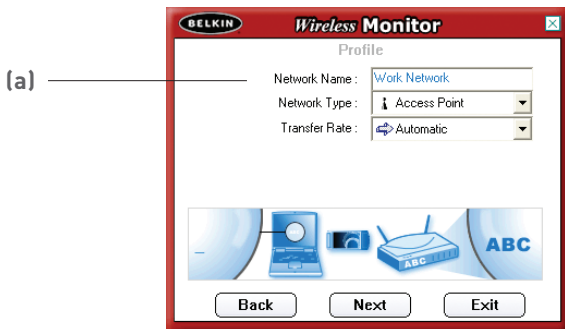 BELKIN Wireless Monitor
Profile
(a) Network Name : Work Network
Network Type : Access Point
Transfer Rate : Automatic
ABC ABC
Back Next Exit